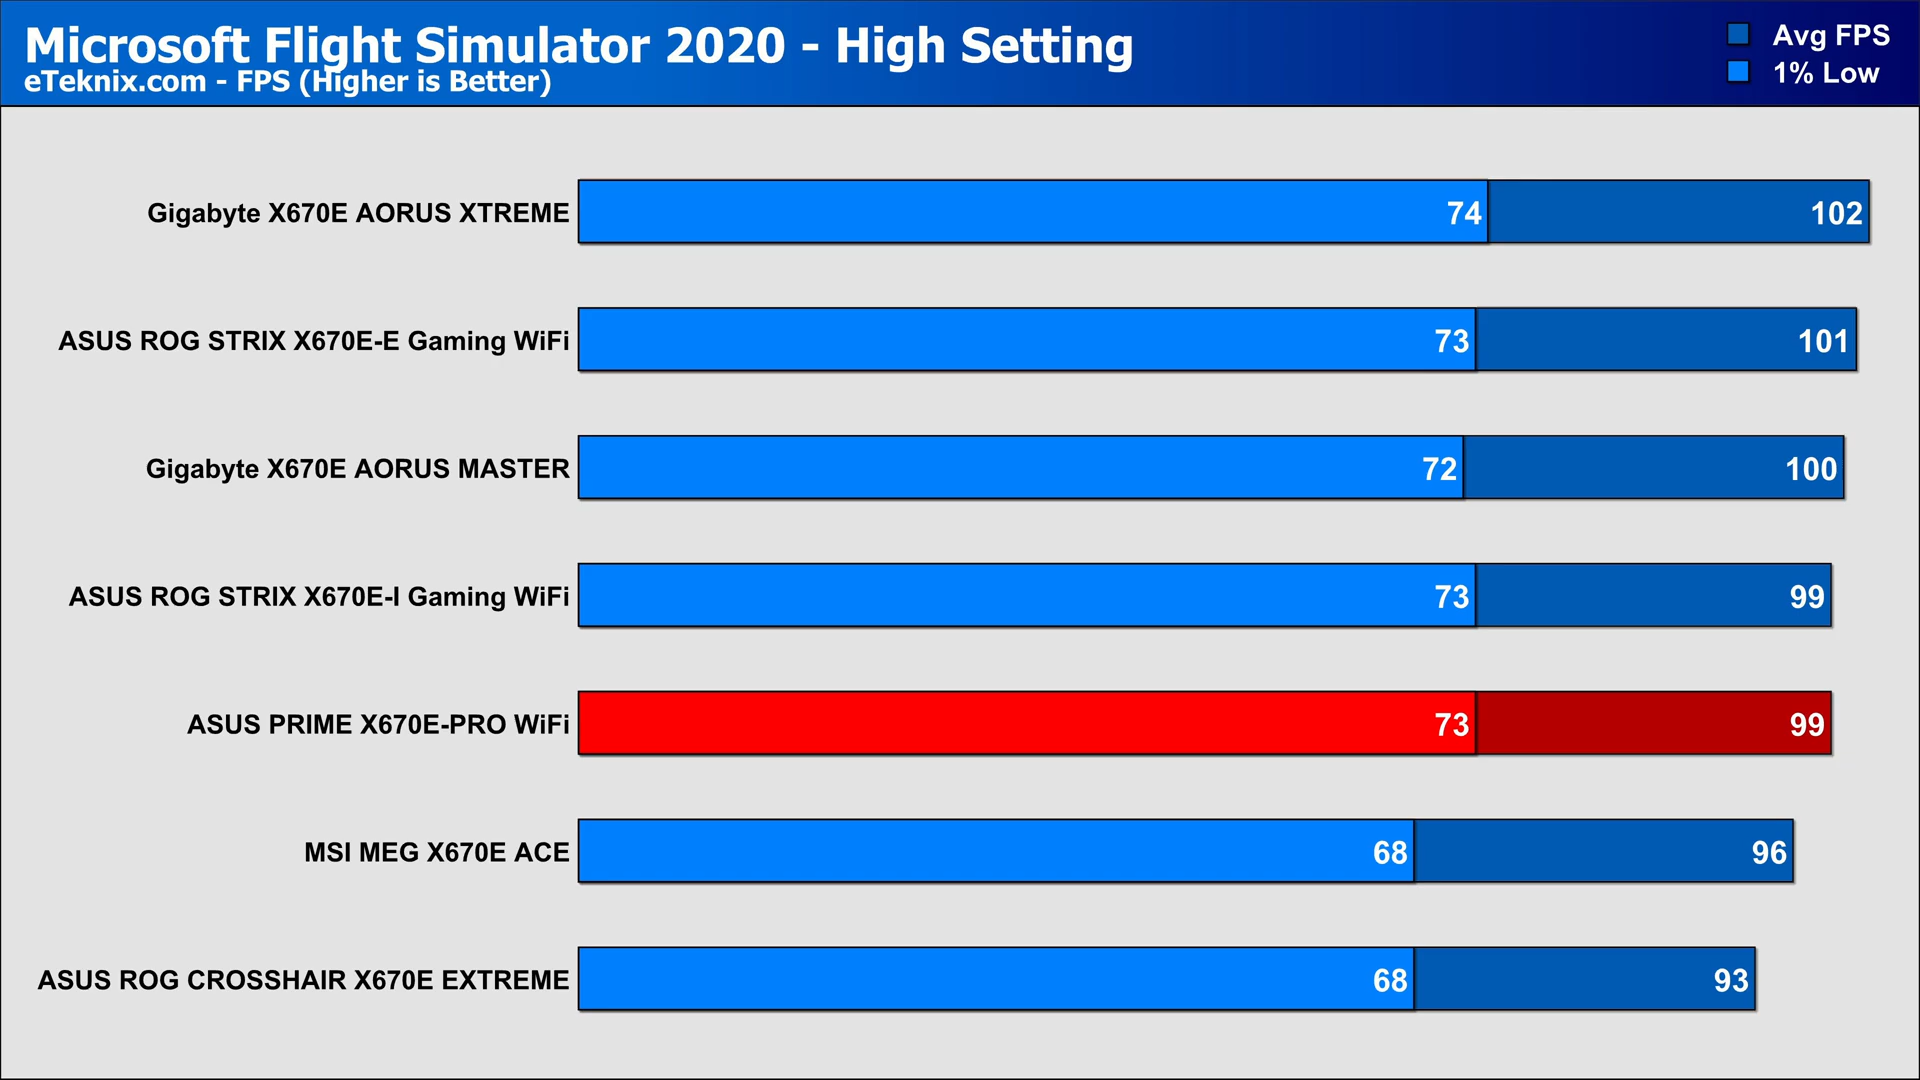 Microsoft Flight Simulator 2020 - High Setting
eTeknix.com - FPS (Higher is Better)
Avg FPS
1% Low
Gigabyte X670E AORUS XTREME 74 102
ASUS ROG STRIX X670E-E Gaming WiFi 73 101
Gigabyte X670E AORUS MASTER 72 100
ASUS ROG STRIX X670E-I Gaming WiFi 73 99
ASUS PRIME X670E-PRO WiFi 73 99
MSI MEG X670E ACE 68 96
ASUS ROG CROSSHAIR X670E EXTREME 68 93